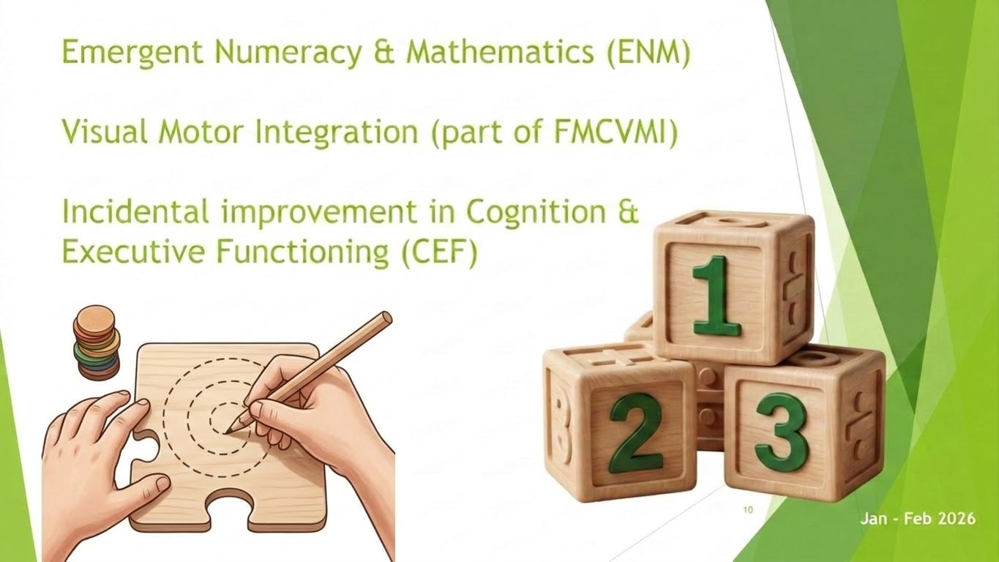 Emergent Numeracy & Mathematics (ENM)
Visual Motor Integration (part of FMCVMI)
Incidental improvement in Cognition &
Executive Functioning (CEF)
1
2
3
10
Jan - Feb 2026